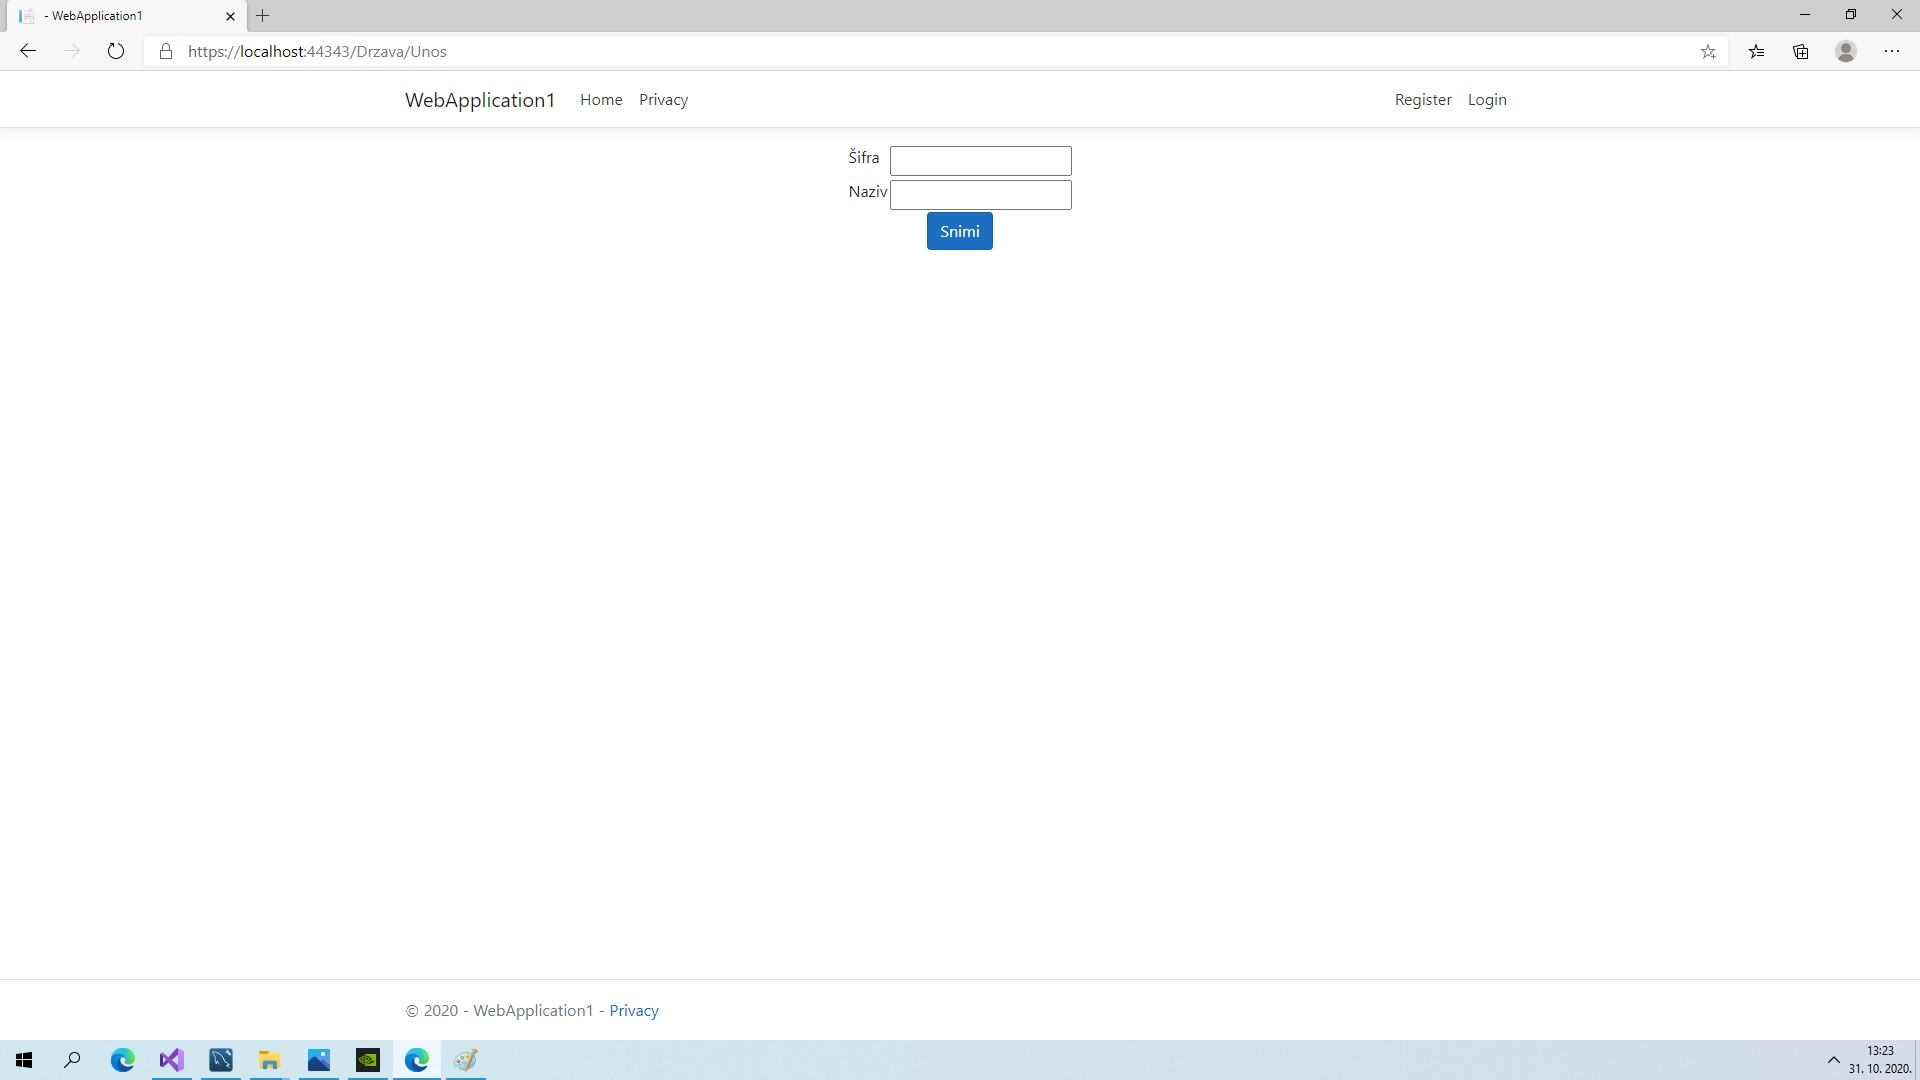 - WebApplication1
https://localhost:44343/Drzava/Unos
WebApplication1 Home Privacy Register Login
Šifra
Naziv
Snimi
© 2020 - WebApplication1 - Privacy
13:23
31. 10. 2020.